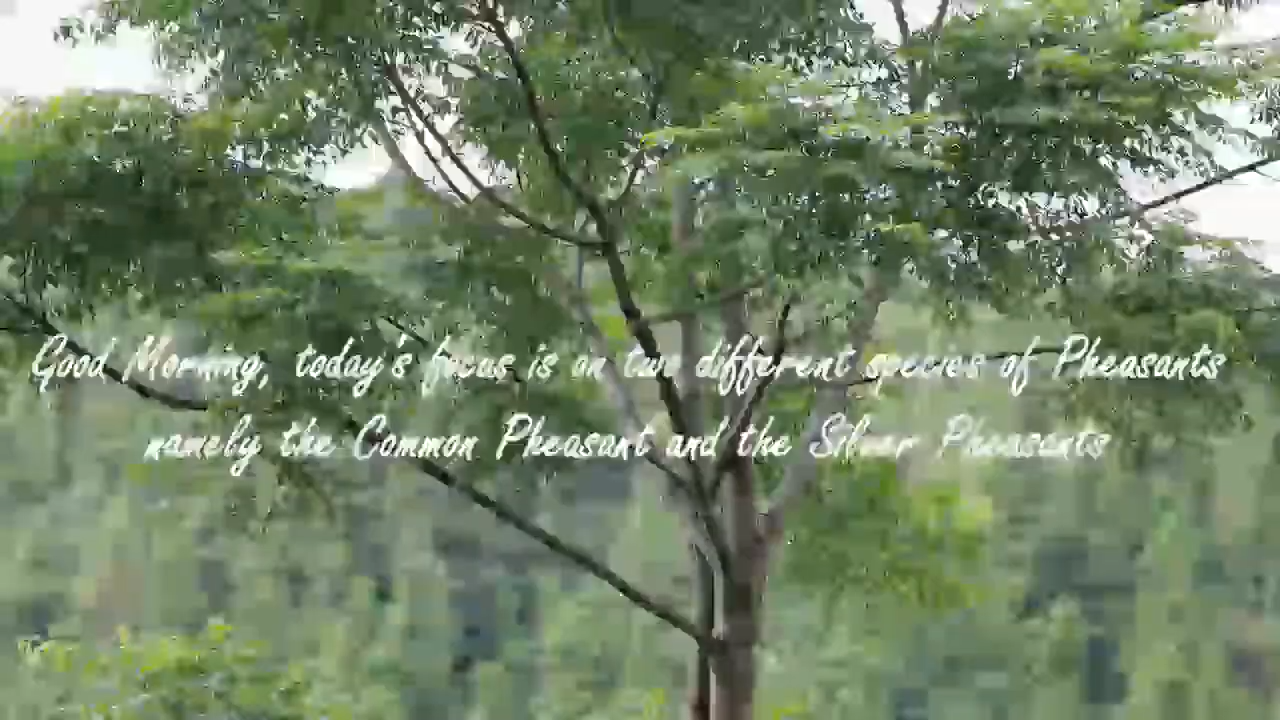 Good Morning, today's focus is on two different species of Pheasants
namely the Common Pheasant and the Silver Pheasants